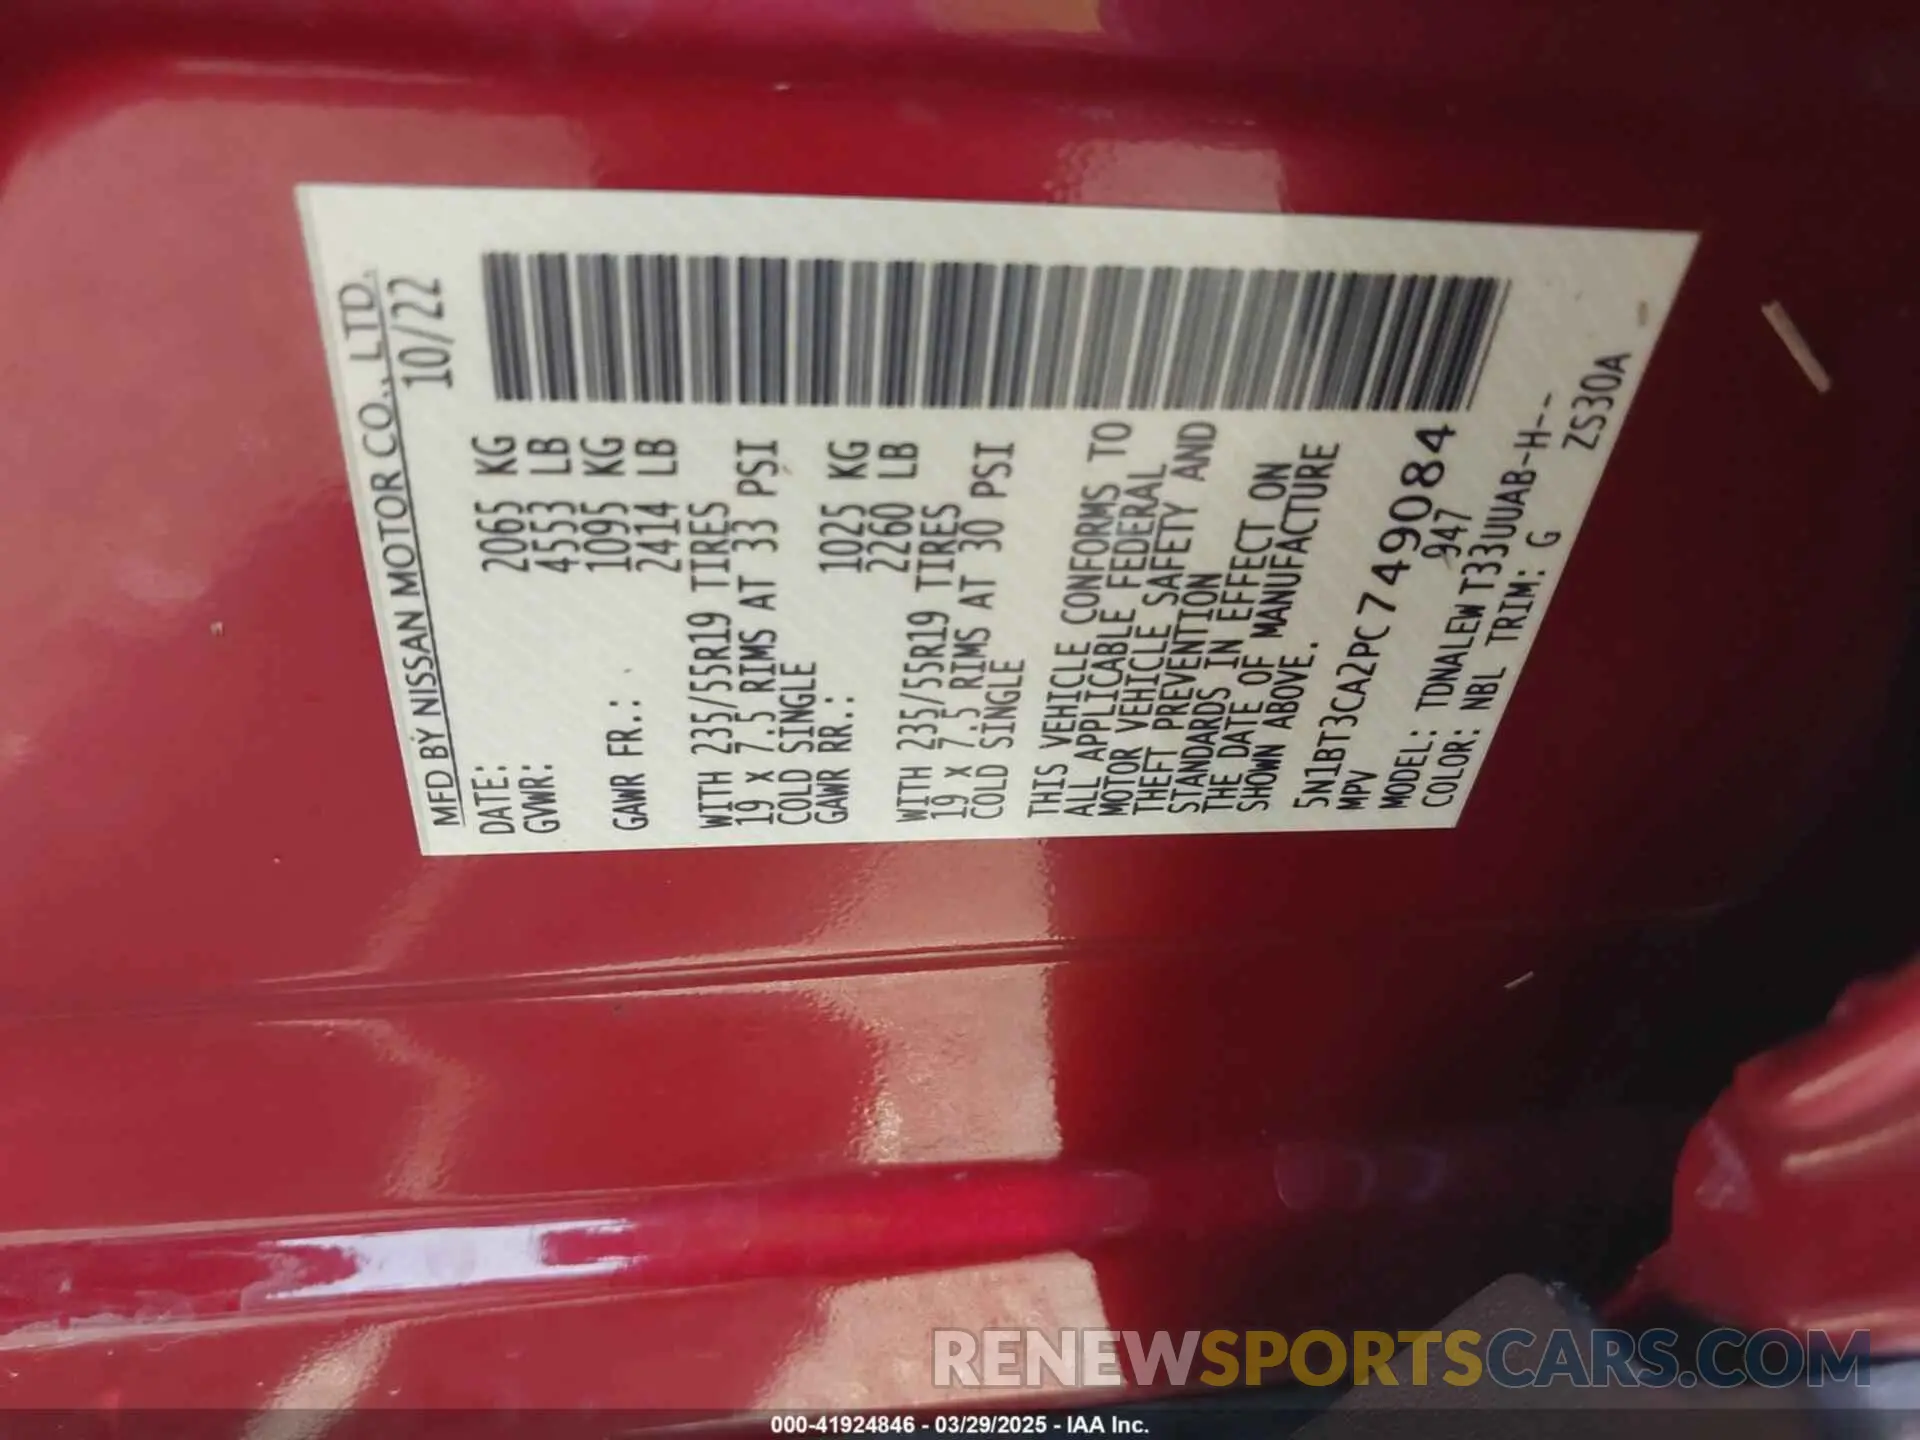 MFD BY NISSAN MOTOR CO., LTD.
DATE: 10/22
GVWR: 2065 KG
4553 LB
GAWR FR.: 1095 KG
2414 LB
WITH 235/55R19 TIRES
19 X 7.5 RIMS AT 33 PSI
COLD SINGLE
GAWR RR.: 1025 KG
2260 LB
WITH 235/55R19 TIRES
19 X 7.5 RIMS AT 30 PSI
COLD SINGLE
THIS VEHICLE CONFORMS TO
ALL APPLICABLE FEDERAL
MOTOR VEHICLE SAFETY AND
THEFT PREVENTION
STANDARDS IN EFFECT ON
THE DATE OF MANUFACTURE
SHOWN ABOVE.
5N1BT3CA2PC749084
MPV 947
MODEL: TDNALEWT33UUAB-H--
COLOR: NBL TRIM: G ZS30A
RENEWSPORTSCARS.COM
000-41924846 - 03/29/2025 - IAA Inc.